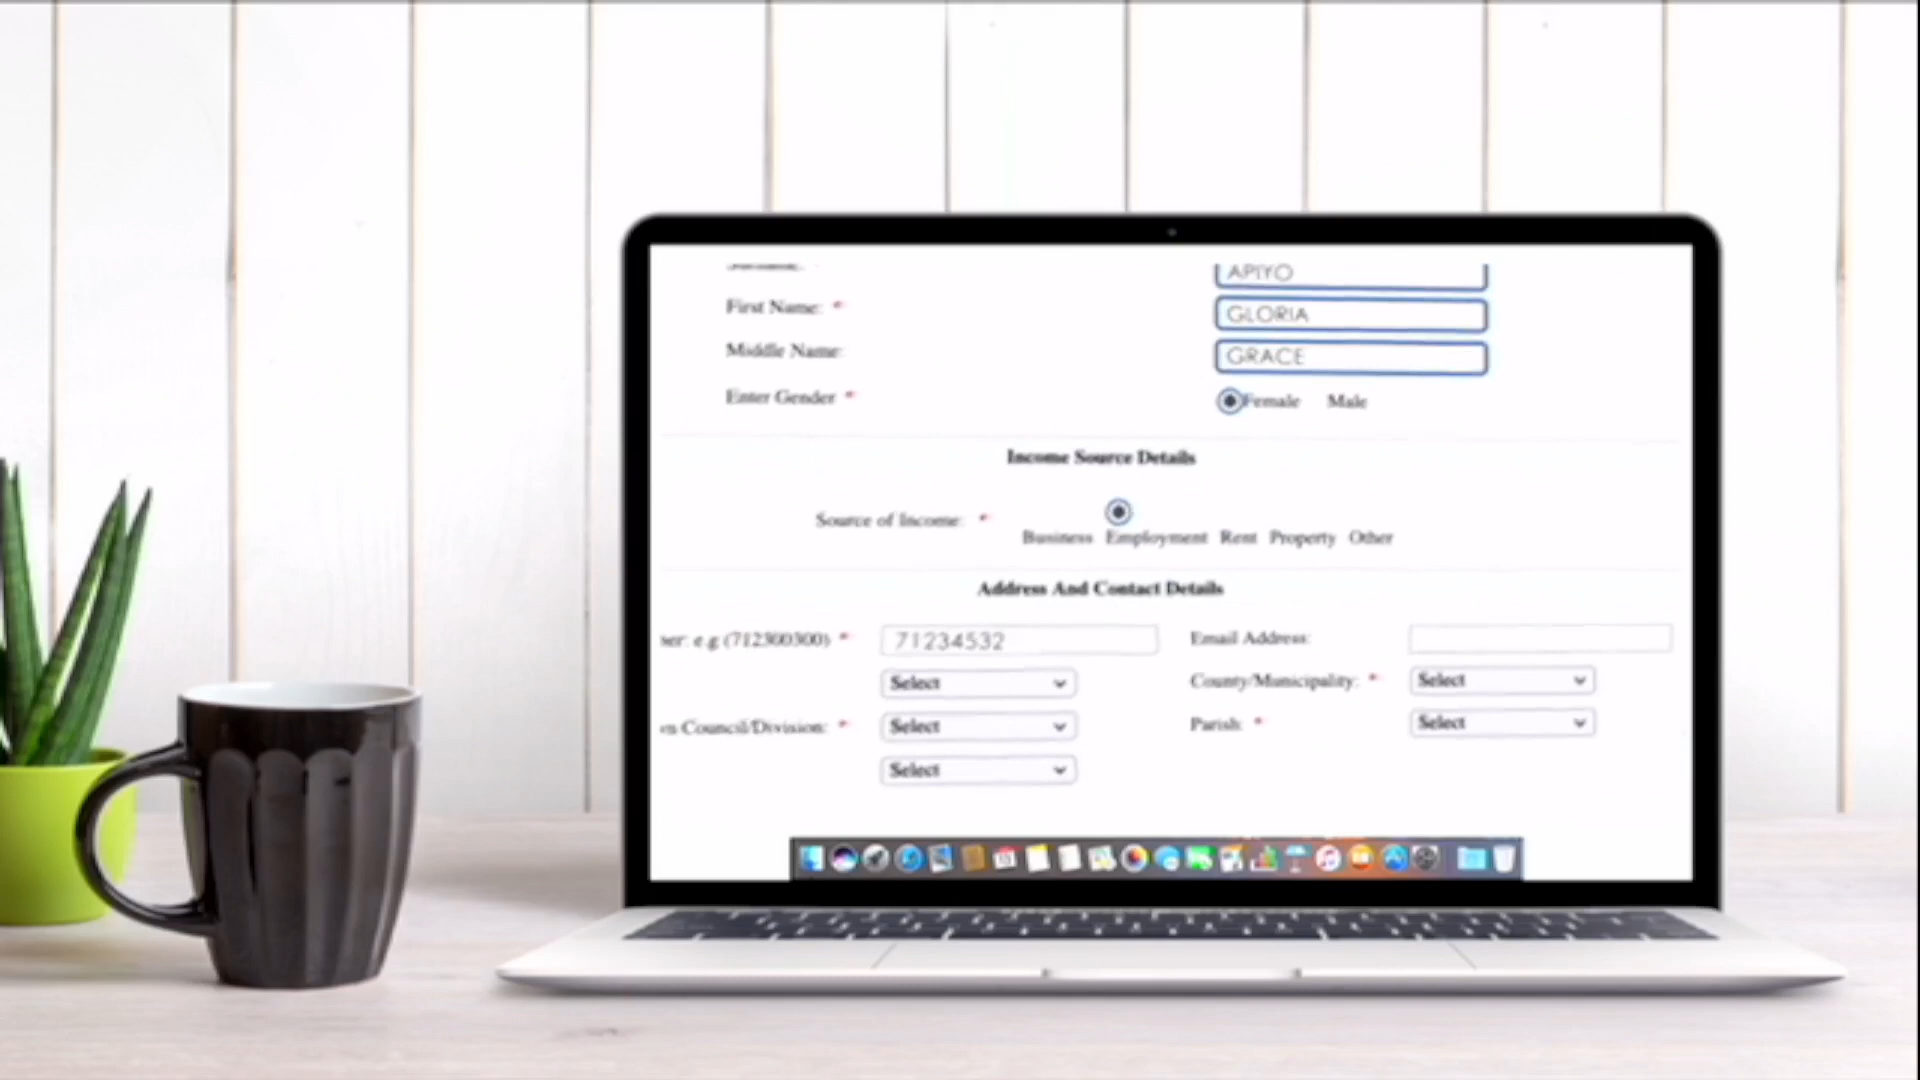 APIYO
First Name: * GLORIA
Middle Name: GRACE
Enter Gender * Female Male
Income Source Details
Source of Income: *
Business Employment Rent Property Other
Address And Contact Details
e.g (712300300) * 71234532 Email Address:
Select County/Municipality: * Select
Council/Division: * Select Parish: * Select
Select